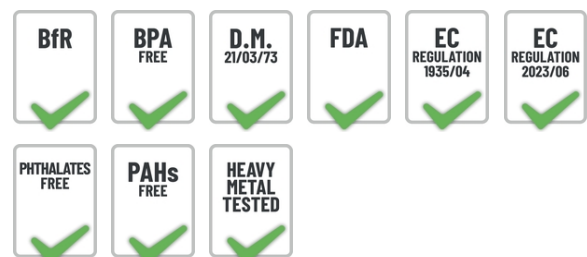 BfR
BPA
FREE
D.M.
21/03/73
FDA
EC
REGULATION
1935/04
EC
REGULATION
2023/06
PHTHALATES
FREE
PAHs
FREE
HEAVY
METAL
TESTED